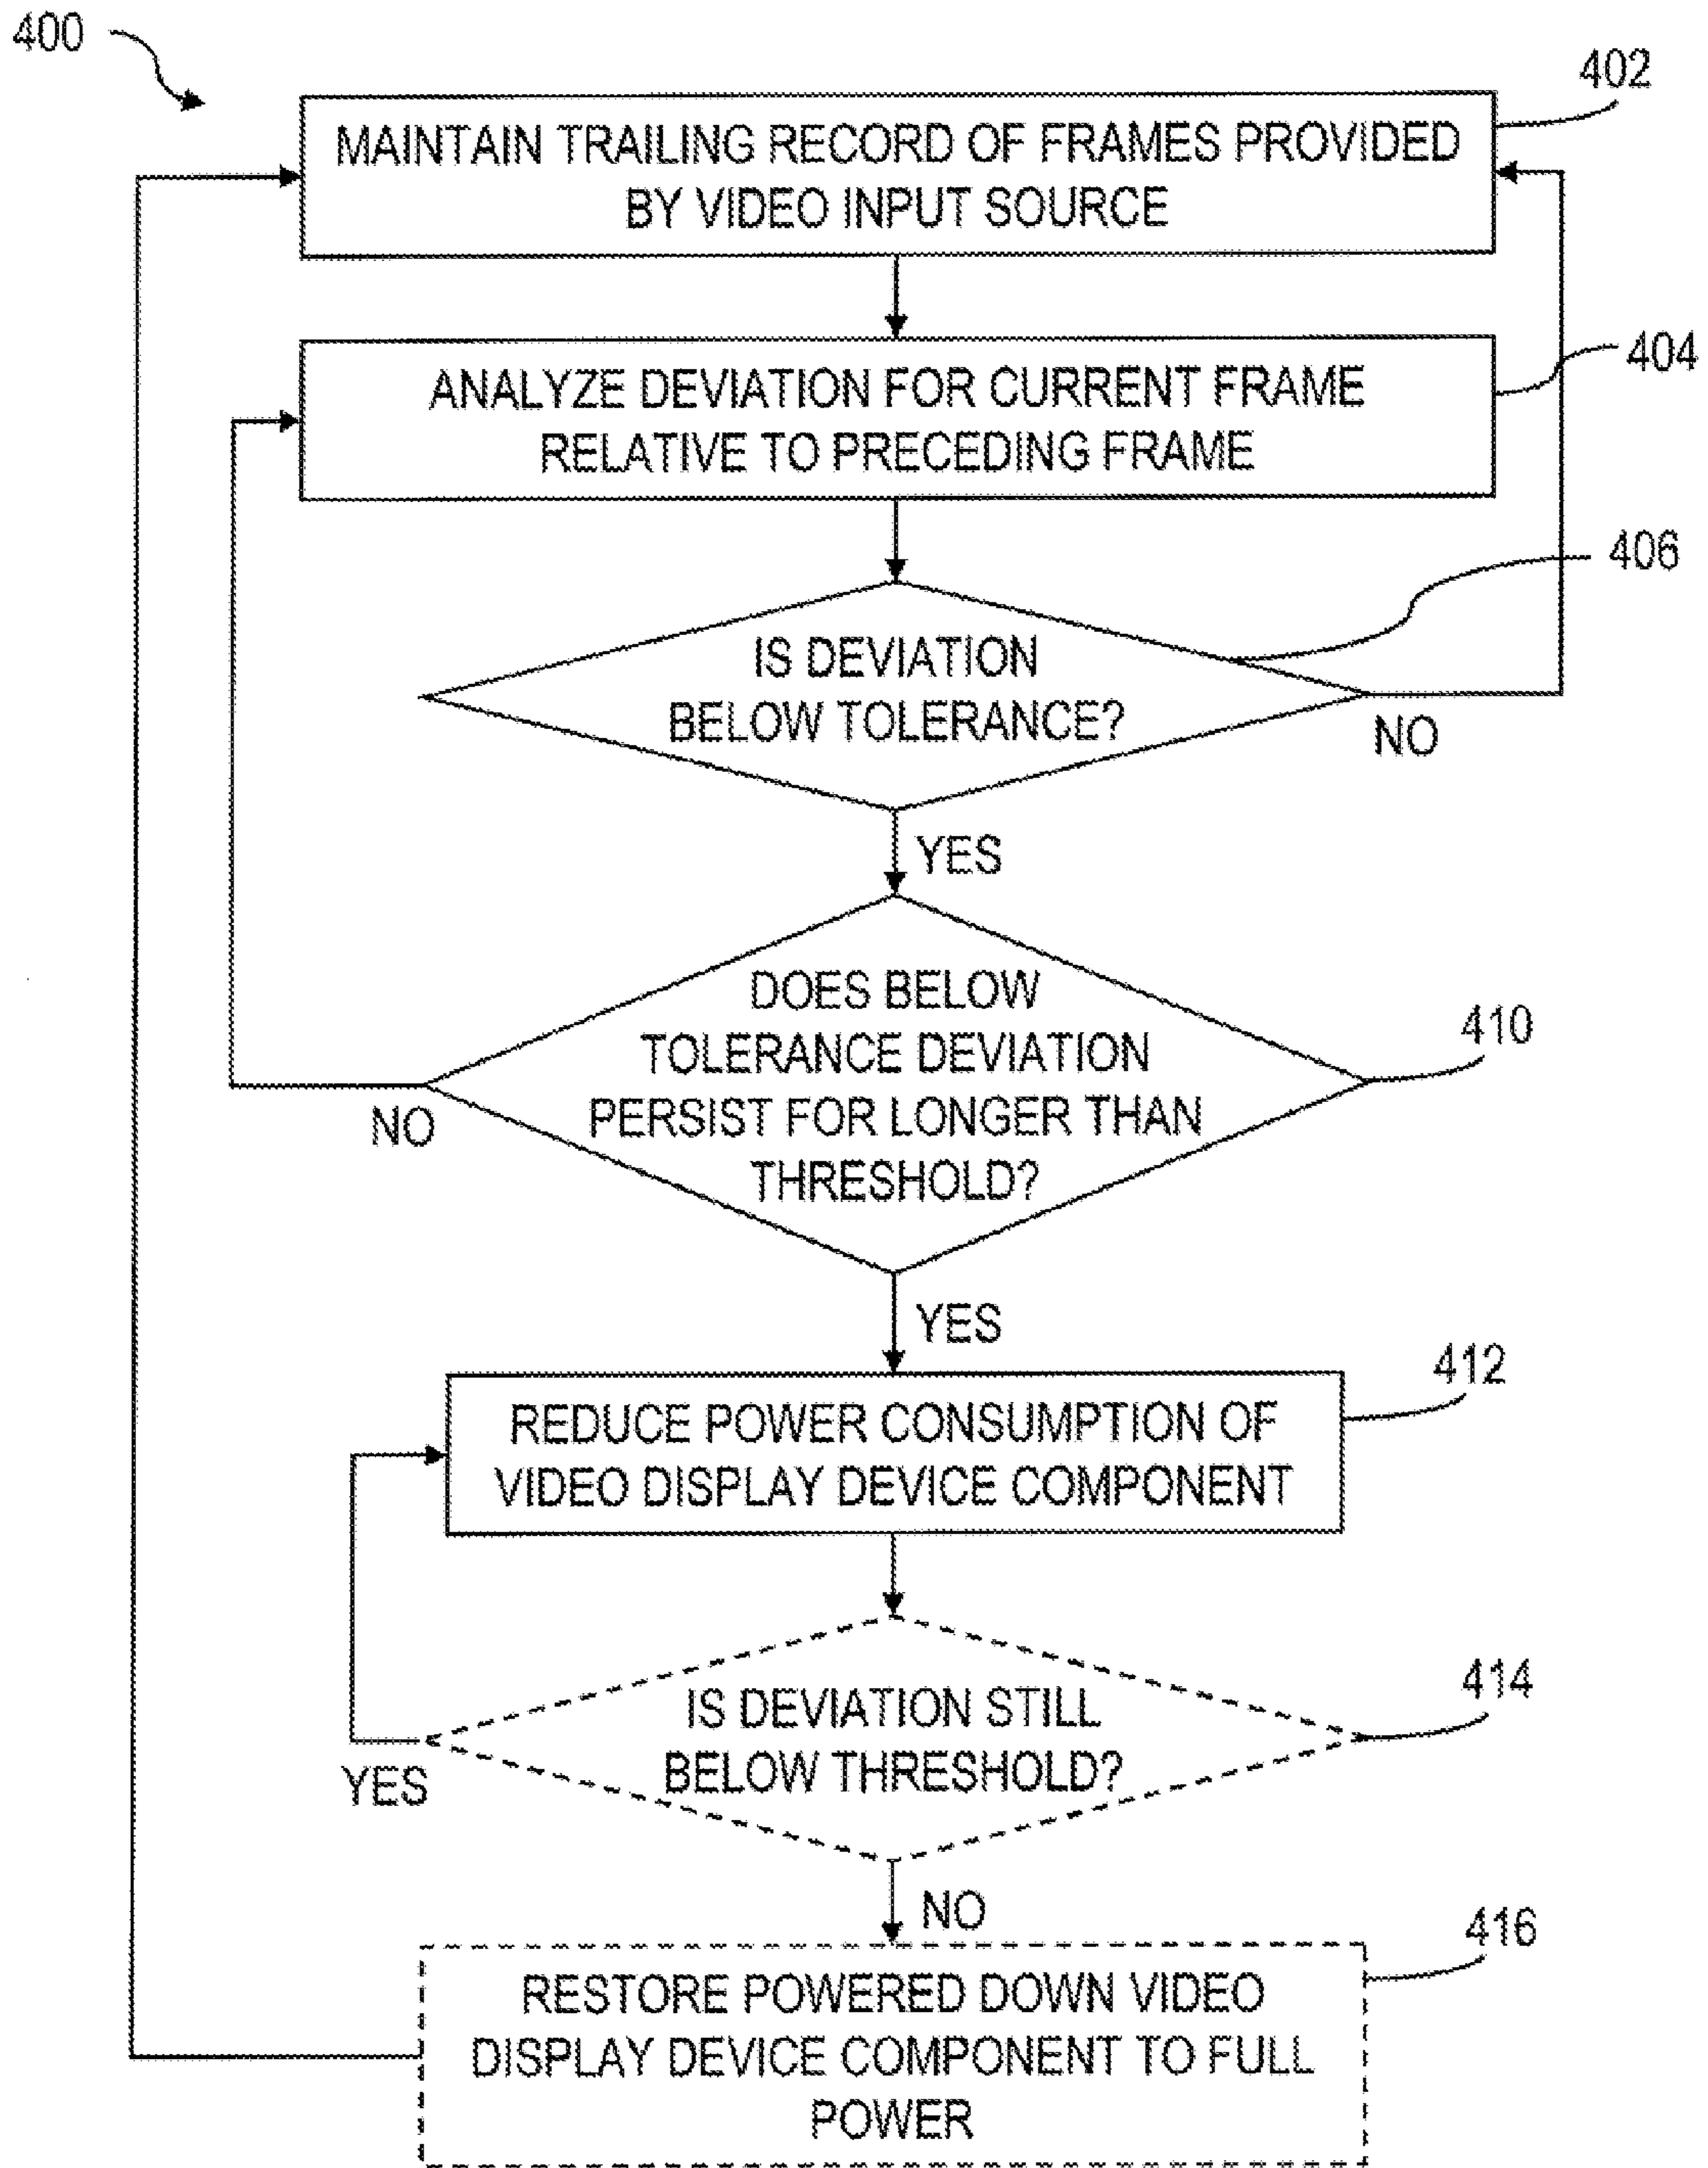 400
402
MAINTAIN TRAILING RECORD OF FRAMES PROVIDED
BY VIDEO INPUT SOURCE
404
ANALYZE DEVIATION FOR CURRENT FRAME
RELATIVE TO PRECEDING FRAME
406
IS DEVIATION
BELOW TOLERANCE?
NO
YES
DOES BELOW
TOLERANCE DEVIATION
PERSIST FOR LONGER THAN
THRESHOLD?
410
NO
YES
412
REDUCE POWER CONSUMPTION OF
VIDEO DISPLAY DEVICE COMPONENT
414
IS DEVIATION STILL
BELOW THRESHOLD?
YES
NO
416
RESTORE POWERED DOWN VIDEO
DISPLAY DEVICE COMPONENT TO FULL
POWER